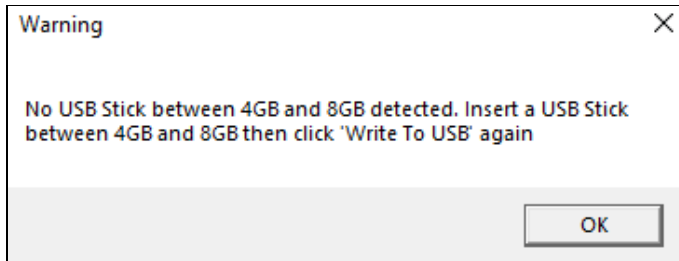 Warning
No USB Stick between 4GB and 8GB detected. Insert a USB Stick
between 4GB and 8GB then click 'Write To USB' again
OK